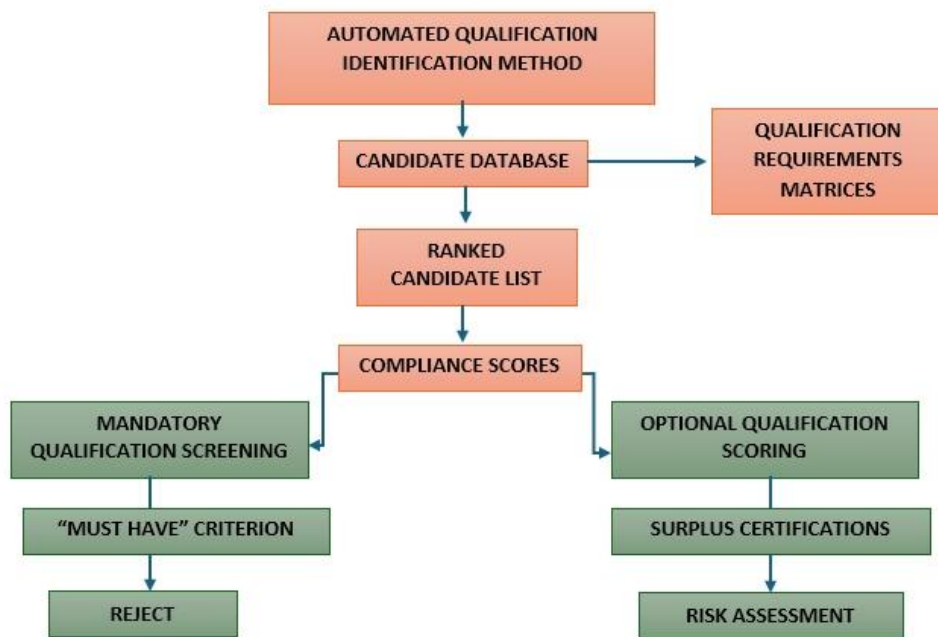 AUTOMATED QUALIFICATI0N
IDENTIFICATION METHOD
CANDIDATE DATABASE
QUALIFICATION
REQUIREMENTS
MATRICES
RANKED
CANDIDATE LIST
COMPLIANCE SCORES
MANDATORY
QUALIFICATION SCREENING
OPTIONAL QUALIFICATION
SCORING
“MUST HAVE” CRITERION
SURPLUS CERTIFICATIONS
REJECT
RISK ASSESSMENT